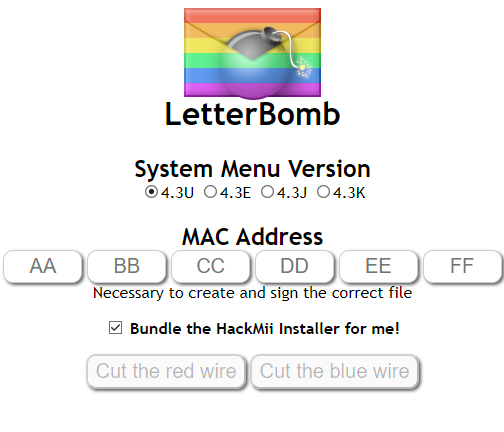 LetterBomb
System Menu Version
4.3U 4.3E 4.3J 4.3K
MAC Address
AA BB CC DD EE FF
Necessary to create and sign the correct file
Bundle the HackMii Installer for me!
Cut the red wire Cut the blue wire